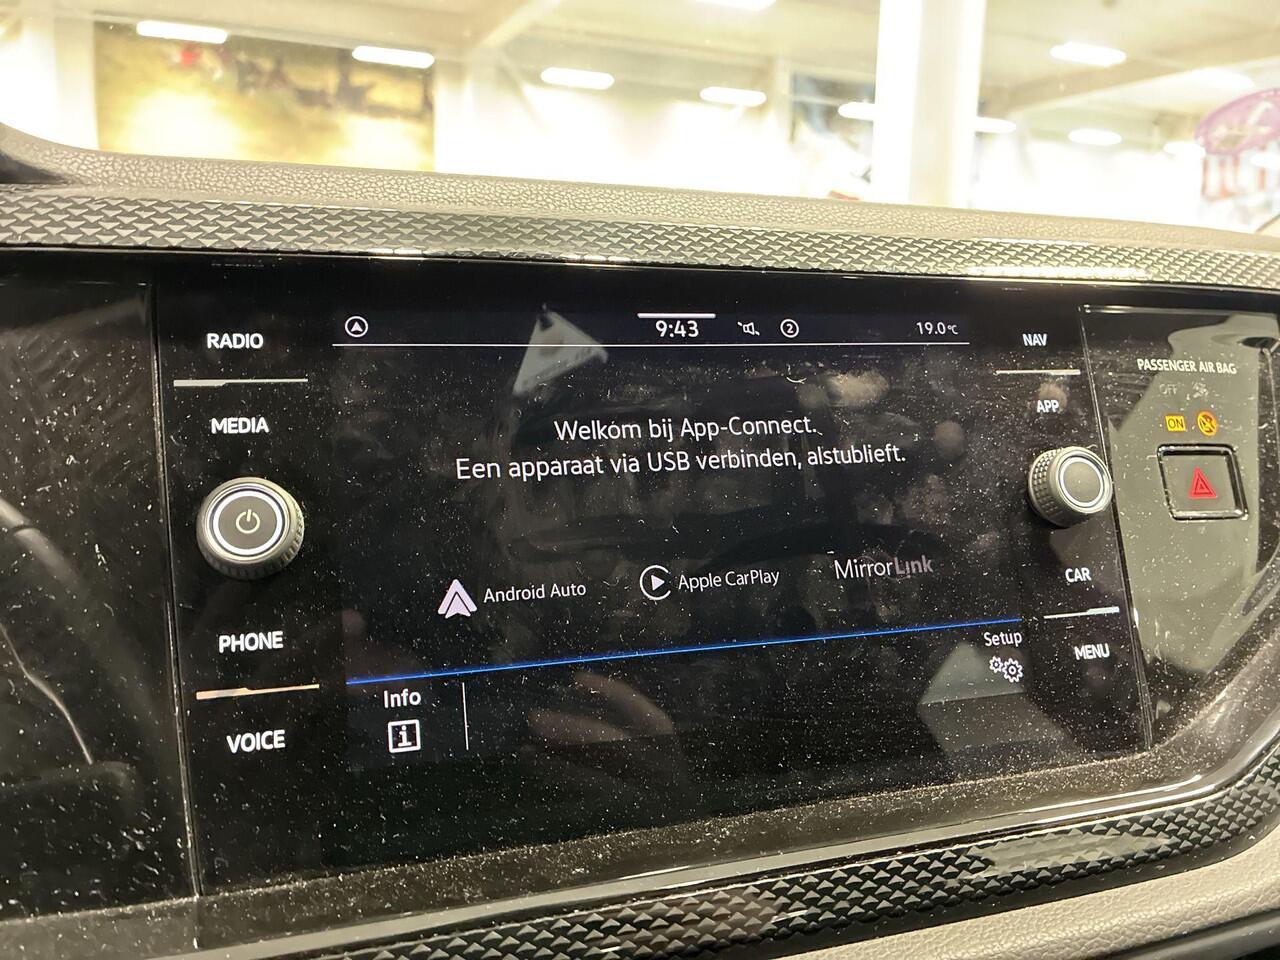 RADIO
MEDIA
PHONE
VOICE
9:43
2
19.0°C
Welkom bij App-Connect.
Een apparaat via USB verbinden, alstublieft.
Android Auto
Apple CarPlay
MirrorLink
Setup
Info
i
NAV
APP
CAR
MENU
PASSENGER AIR BAG
OFF
ON